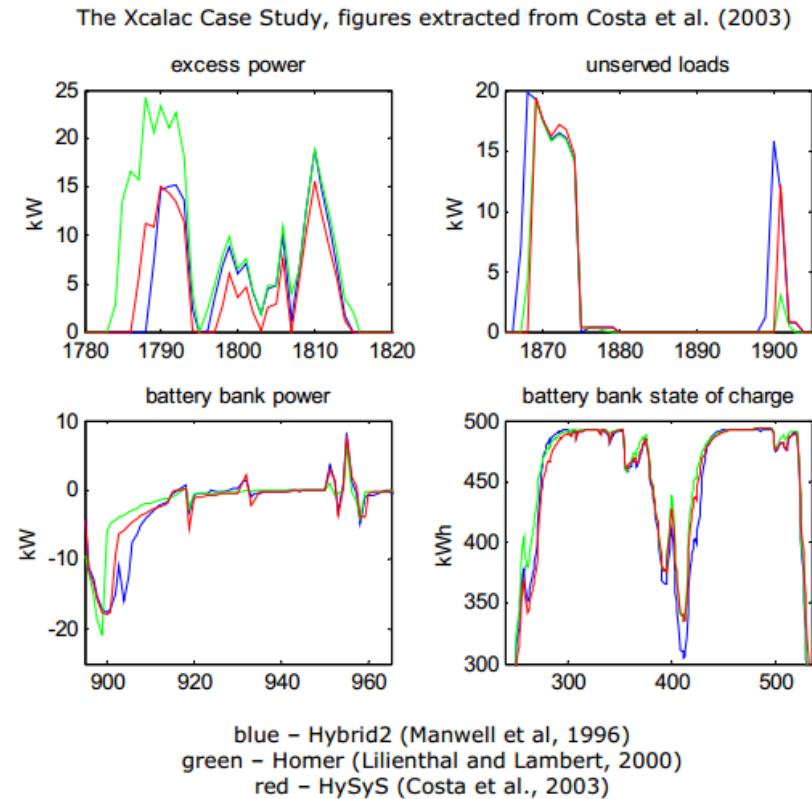 The Xcalac Case Study, figures extracted from Costa et al. (2003)
excess power
25
20
15
10
5
0
kW
1780 1790 1800 1810 1820
unserved loads
20
15
10
5
0
kW
1870 1880 1890 1900
battery bank power
10
0
-10
-20
kW
900 920 940 960
battery bank state of charge
500
450
400
350
300
kWh
300 400 500
blue – Hybrid2 (Manwell et al, 1996)
green – Homer (Lilienthal and Lambert, 2000)
red – HySyS (Costa et al., 2003)